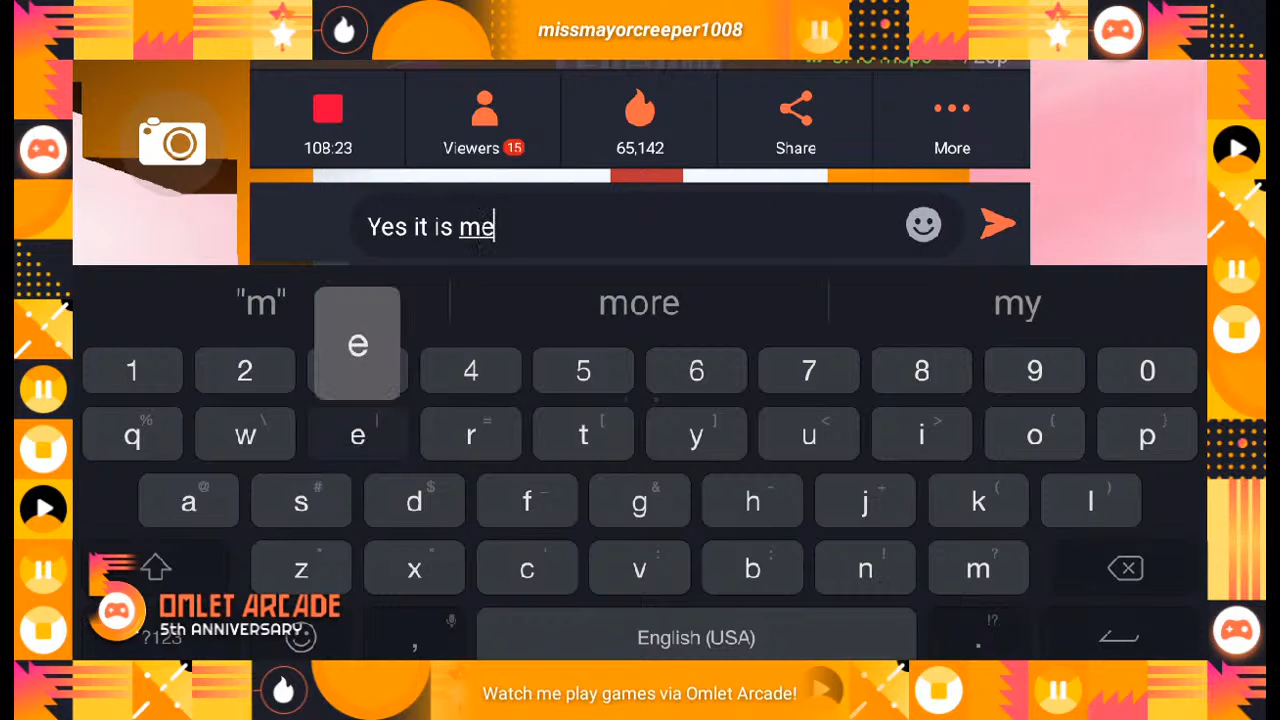 missmayorcreeper1008
108:23
Viewers 15
65,142
Share
More
Yes it is me
"m" more my
e
1 2 4 5 6 7 8 9 0
% \ | = [ ] < > { }
q w e r t y u i o p
@ # $ _ & - + ( )
a s d f g h j k l
* " ' : ; ! ?
z x c v b n m
OMLET ARCADE
5th ANNIVERSARY
?123 , English (USA) . !?
Watch me play games via Omlet Arcade!